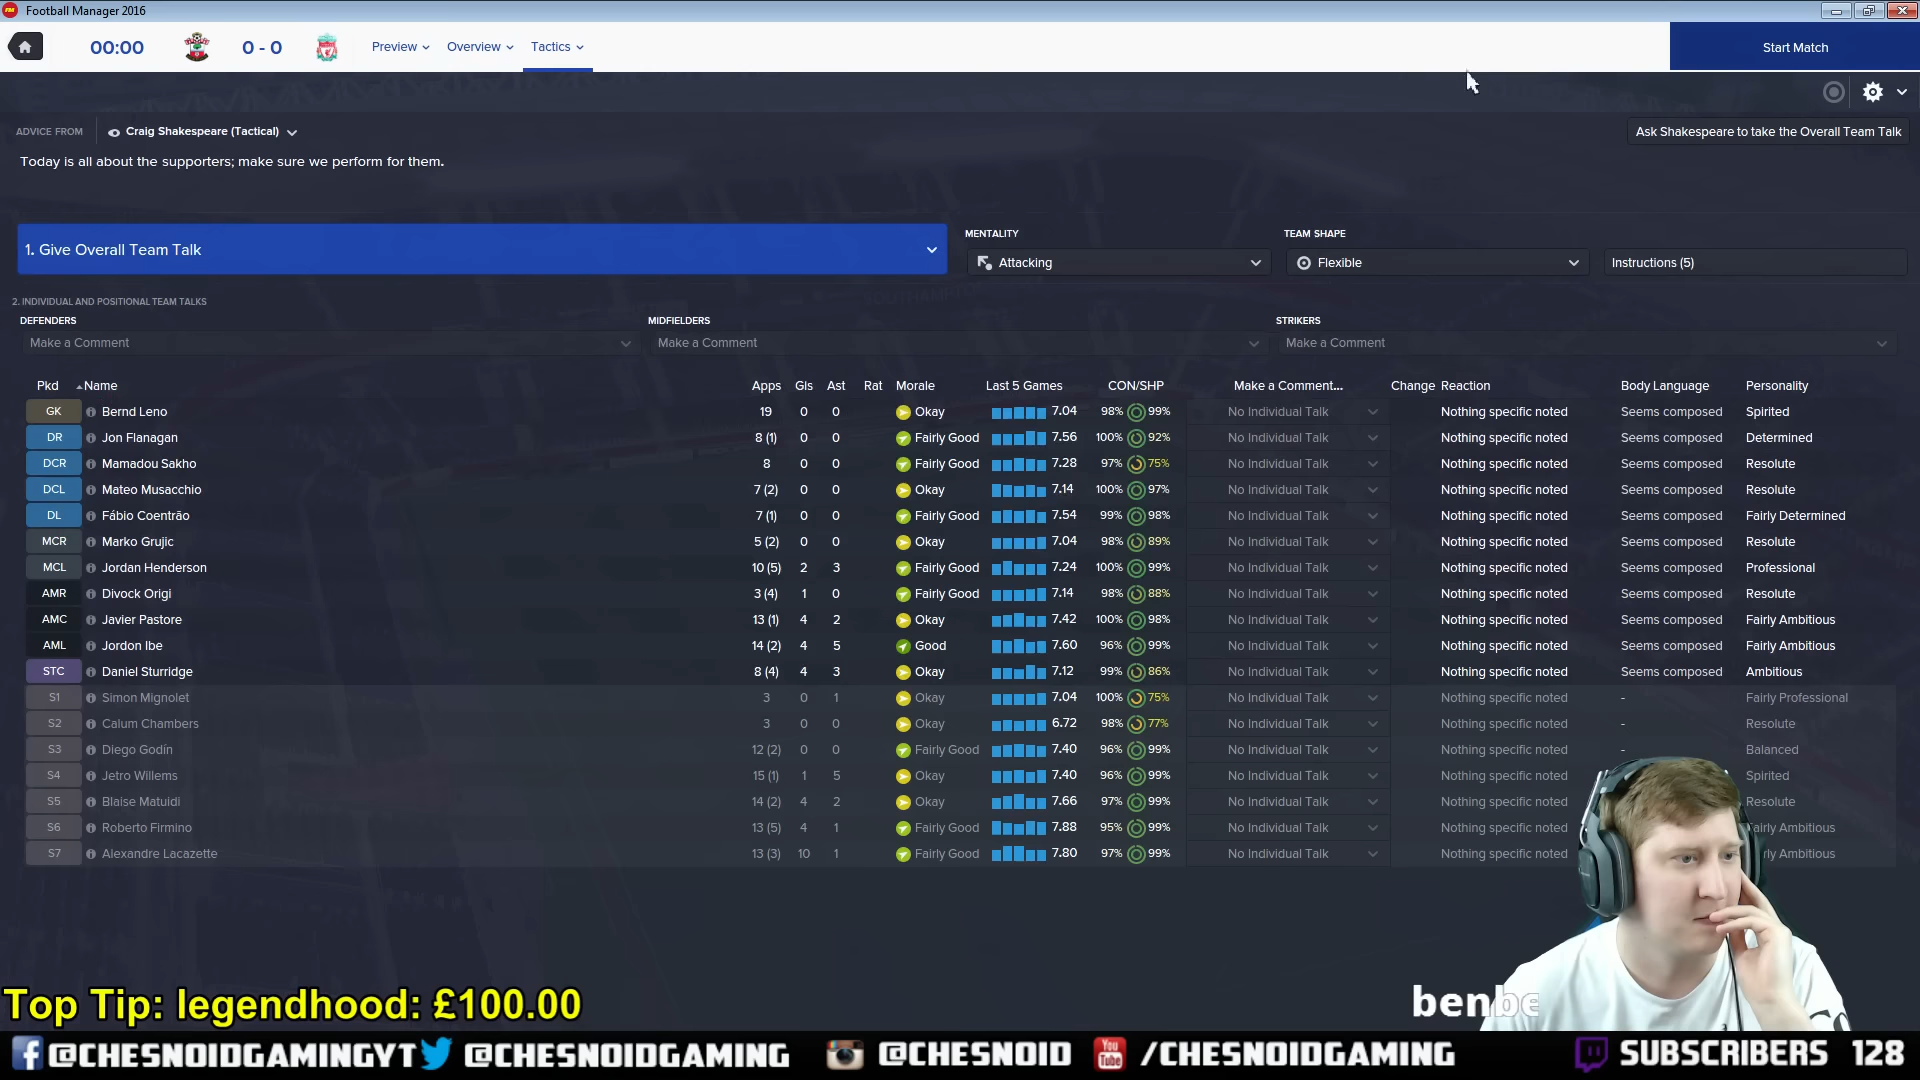 Football Manager 2016
00:00 0 - 0 Preview Overview Tactics Start Match
ADVICE FROM Craig Shakespeare (Tactical) Ask Shakespeare to take the Overall Team Talk
Today is all about the supporters; make sure we perform for them.
1. Give Overall Team Talk
MENTALITY TEAM SHAPE
Attacking Flexible Instructions (5)
2. INDIVIDUAL AND POSITIONAL TEAM TALKS
DEFENDERS MIDFIELDERS STRIKERS
Make a Comment Make a Comment Make a Comment
Pkd Name Apps Gls Ast Rat Morale Last 5 Games CON/SHP Make a Comment... Change Reaction Body Language Personality
GK Bernd Leno 19 0 0 Okay 7.04 98% 99% No Individual Talk Nothing specific noted Seems composed Spirited
DR Jon Flanagan 8 (1) 0 0 Fairly Good 7.56 100% 92% No Individual Talk Nothing specific noted Seems composed Determined
DCR Mamadou Sakho 8 0 0 Fairly Good 7.28 97% 75% No Individual Talk Nothing specific noted Seems composed Resolute
DCL Mateo Musacchio 7 (2) 0 0 Okay 7.14 100% 97% No Individual Talk Nothing specific noted Seems composed Resolute
DL Fábio Coentrão 7 (1) 0 0 Fairly Good 7.54 99% 98% No Individual Talk Nothing specific noted Seems composed Fairly Determined
MCR Marko Grujic 5 (2) 0 0 Okay 7.04 98% 89% No Individual Talk Nothing specific noted Seems composed Resolute
MCL Jordan Henderson 10 (5) 2 3 Fairly Good 7.24 100% 99% No Individual Talk Nothing specific noted Seems composed Professional
AMR Divock Origi 3 (4) 1 0 Fairly Good 7.14 98% 88% No Individual Talk Nothing specific noted Seems composed Resolute
AMC Javier Pastore 13 (1) 4 2 Okay 7.42 100% 98% No Individual Talk Nothing specific noted Seems composed Fairly Ambitious
AML Jordon Ibe 14 (2) 4 5 Good 7.60 96% 99% No Individual Talk Nothing specific noted Seems composed Fairly Ambitious
STC Daniel Sturridge 8 (4) 4 3 Okay 7.12 99% 86% No Individual Talk Nothing specific noted Seems composed Ambitious
S1 Simon Mignolet 3 0 1 Okay 7.04 100% 75% No Individual Talk Nothing specific noted - Fairly Professional
S2 Calum Chambers 3 0 0 Okay 6.72 98% 77% No Individual Talk Nothing specific noted - Resolute
S3 Diego Godín 12 (2) 0 0 Fairly Good 7.40 96% 99% No Individual Talk Nothing specific noted - Balanced
S4 Jetro Willems 15 (1) 1 5 Okay 7.40 96% 99% No Individual Talk Nothing specific noted Spirited
S5 Blaise Matuidi 14 (2) 4 2 Okay 7.66 97% 99% No Individual Talk Nothing specific noted Resolute
S6 Roberto Firmino 13 (5) 4 1 Fairly Good 7.88 95% 99% No Individual Talk Nothing specific noted Ambitious
S7 Alexandre Lacazette 13 (3) 10 1 Fairly Good 7.80 97% 99% No Individual Talk Nothing specific noted Ambitious
Top Tip: legendhood: £100.00
benbe
@CHESNOIDGAMINGYT @CHESNOIDGAMING @CHESNOID You Tube /CHESNOIDGAMING SUBSCRIBERS 128